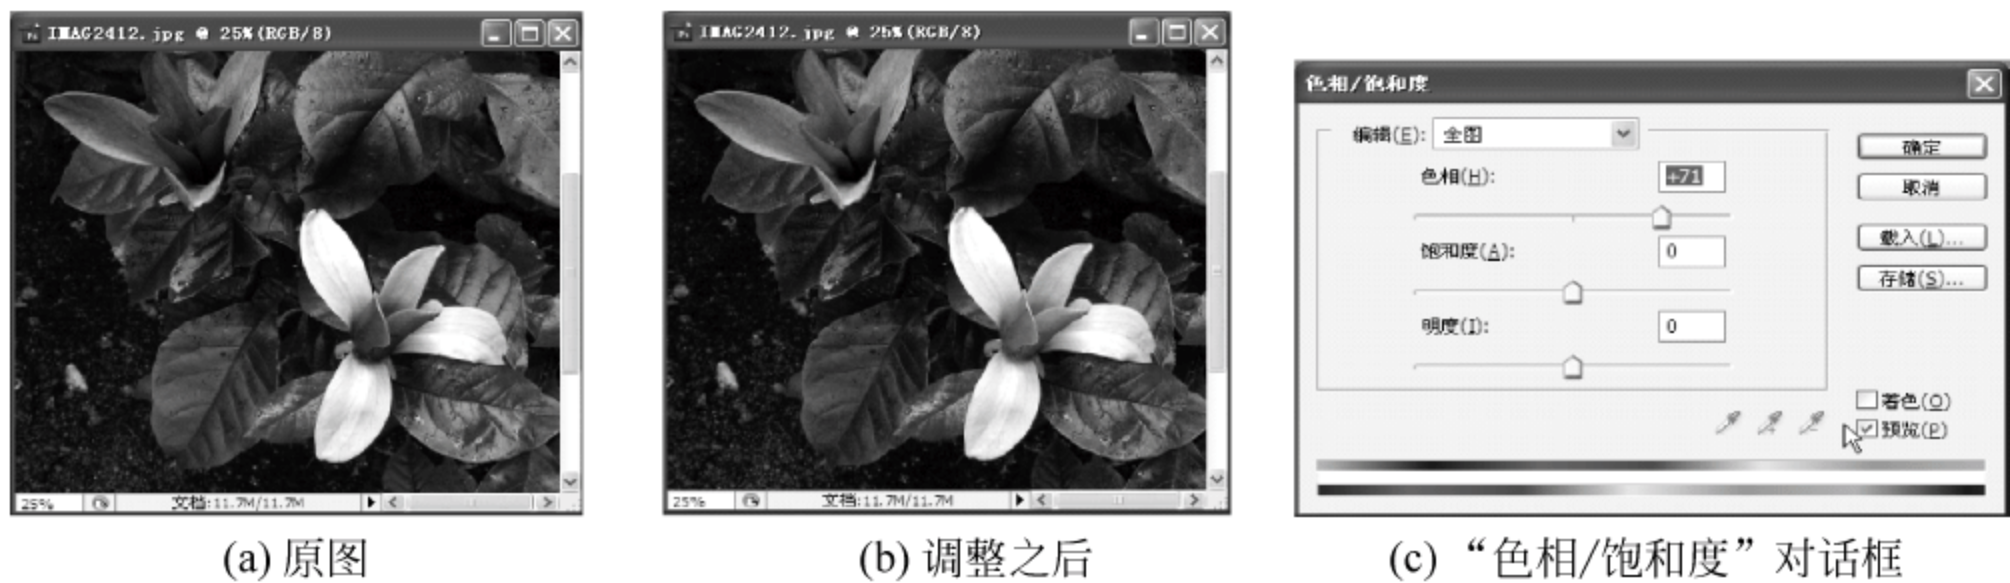 IMAG2412.jpg @ 25%(RGB/8)
25%
文档:11.7M/11.7M
(a) 原图
IMAG2412.jpg @ 25%(RGB/8)
25%
文档:11.7M/11.7M
(b) 调整之后
色相/饱和度
编辑(E): 全图
色相(H): +71
饱和度(A): 0
明度(I): 0
确定
取消
载入(L)...
存储(S)...
着色(O)
预览(P)
(c) “色相/饱和度”对话框